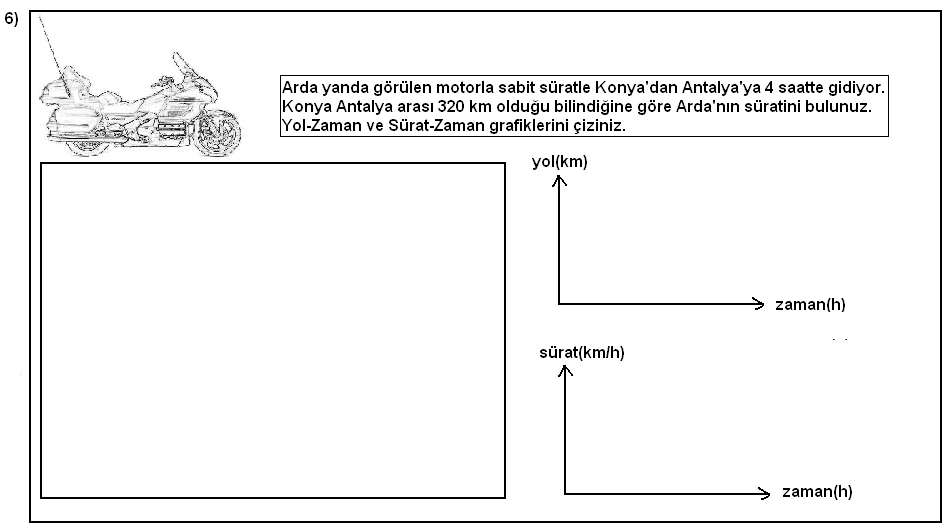 6)
Arda yanda görülen motorla sabit süratle Konya'dan Antalya'ya 4 saatte gidiyor.
Konya Antalya arası 320 km olduğu bilindiğine göre Arda'nın süratini bulunuz.
Yol-Zaman ve Sürat-Zaman grafiklerini çiziniz.
yol(km)
zaman(h)
sürat(km/h)
zaman(h)